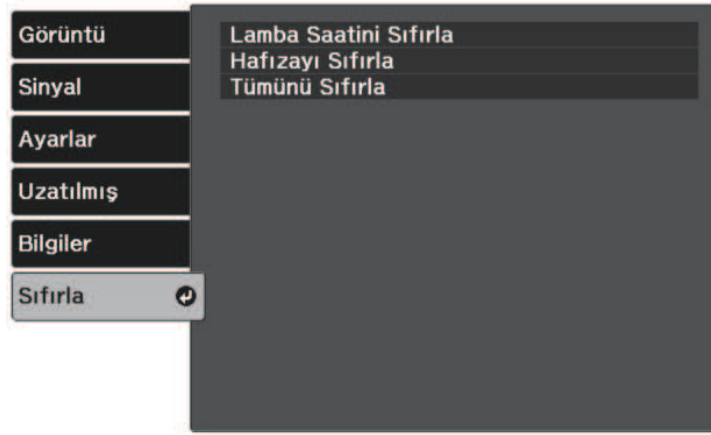 Görüntü
Sinyal
Ayarlar
Uzatılmış
Bilgiler
Sıfırla
Lamba Saatini Sıfırla
Hafızayı Sıfırla
Tümünü Sıfırla